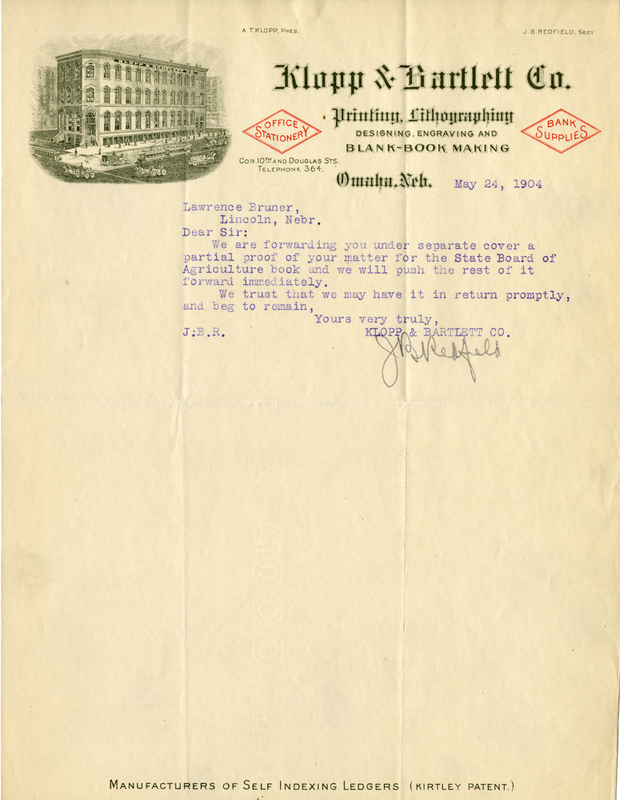 A. T. KLOPP, PRES.
J. B. REDFIELD, SECY
Klopp & Bartlett Co.
Printing, Lithographing
DESIGNING, ENGRAVING AND
BLANK-BOOK MAKING
OFFICE
STATIONERY
BANK
SUPPLIES
COR 10TH AND DOUGLAS STS.
TELEPHONE 364.
Omaha, Neb. May 24, 1904
Lawrence Bruner,
Lincoln, Nebr.
Dear Sir:
We are forwarding you under separate cover a
partial proof of your matter for the State Board of
Agriculture book and we will push the rest of it
forward immediately.
We trust that we may have it in return promptly,
and beg to remain,
Yours very truly,
J;B.R. KLOPP & BARTLETT CO.
J B Redfield
MANUFACTURERS OF SELF INDEXING LEDGERS (KIRTLEY PATENT.)